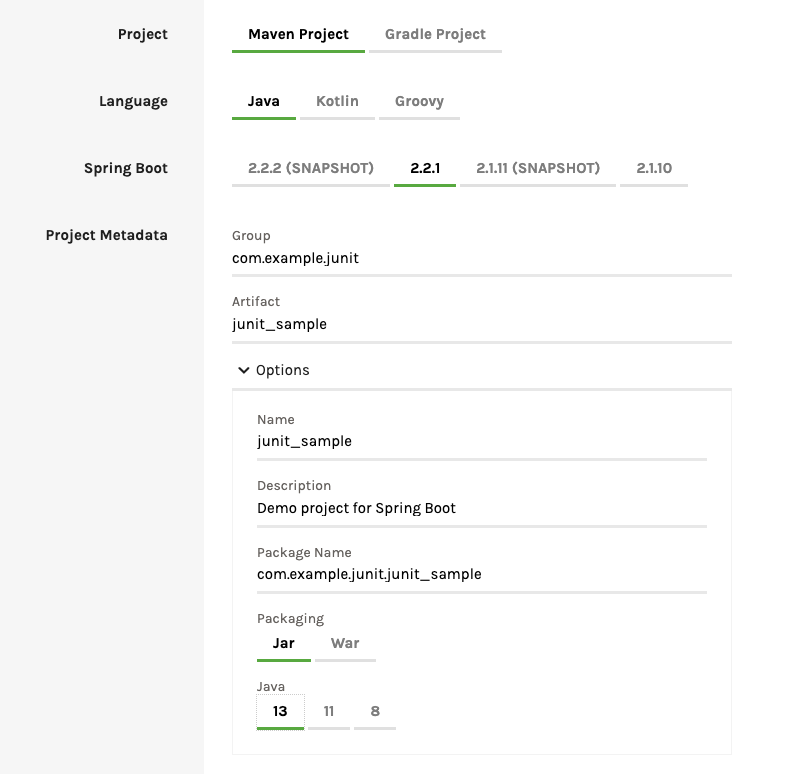 Project
Maven Project Gradle Project
Language
Java Kotlin Groovy
Spring Boot
2.2.2 (SNAPSHOT) 2.2.1 2.1.11 (SNAPSHOT) 2.1.10
Project Metadata
Group
com.example.junit
Artifact
junit_sample
Options
Name
junit_sample
Description
Demo project for Spring Boot
Package Name
com.example.junit.junit_sample
Packaging
Jar War
Java
13 11 8